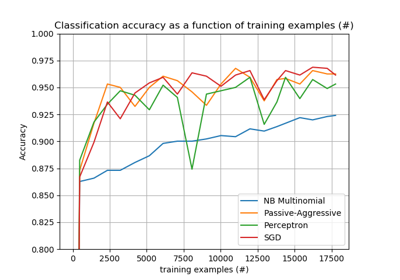 Classification accuracy as a function of training examples (#)
1.000
0.975
0.950
0.925
0.900
0.875
0.850
0.825
0.800
Accuracy
NB Multinomial
Passive-Aggressive
Perceptron
SGD
0 2500 5000 7500 10000 12500 15000 17500
training examples (#)